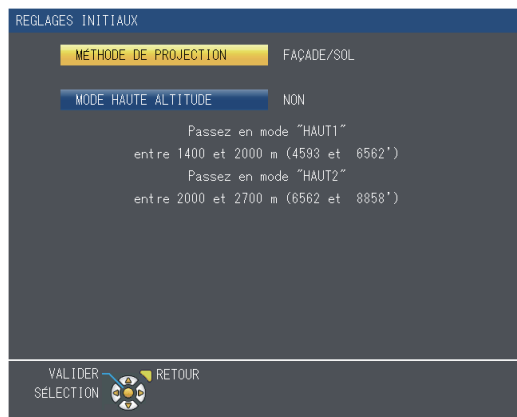 REGLAGES INITIAUX
MÉTHODE DE PROJECTION FAÇADE/SOL
MODE HAUTE ALTITUDE NON
Passez en mode "HAUT1"
entre 1400 et 2000 m (4593 et 6562')
Passez en mode "HAUT2"
entre 2000 et 2700 m (6562 et 8858')
VALIDER RETOUR
SÉLECTION